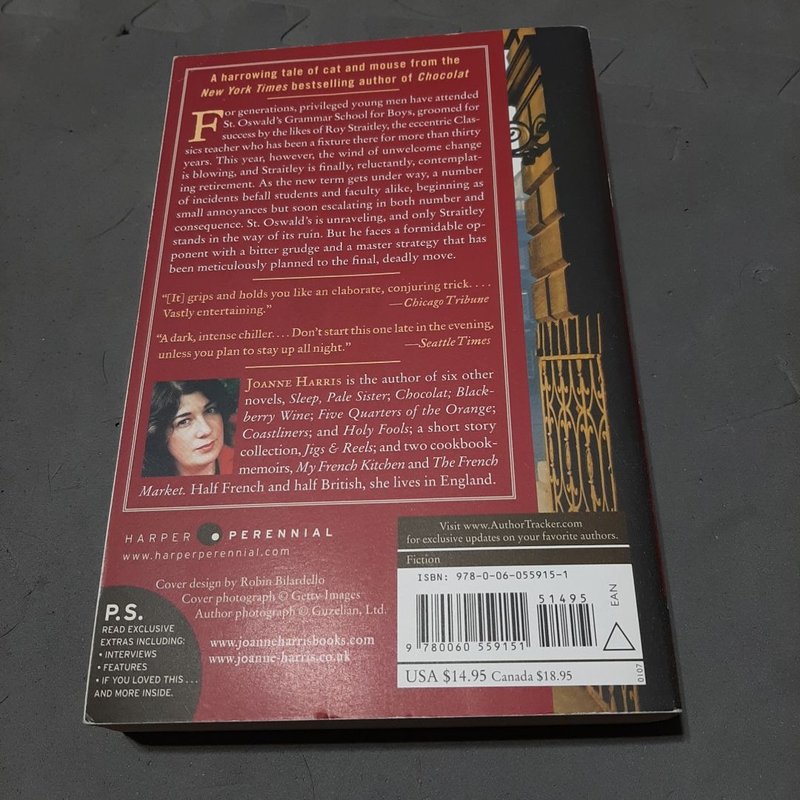 A harrowing tale of cat and mouse from the
New York Times bestselling author of Chocolat
For generations, privileged young men have attended
St. Oswald's Grammar School for Boys, groomed for
success by the likes of Roy Straitley, the eccentric Clas-
sics teacher who has been a fixture there for more than thirty
years. This year, however, the wind of unwelcome change
is blowing, and Straitley is finally, reluctantly, contemplat-
ing retirement. As the new term gets under way, a number
of incidents befall students and faculty alike, beginning as
small annoyances but soon escalating in both number and
consequence. St. Oswald's is unraveling, and only Straitley
stands in the way of its ruin. But he faces a formidable op-
ponent with a bitter grudge and a master strategy that has
been meticulously planned to the final, deadly move.
"[It] grips and holds you like an elaborate, conjuring trick. . . .
Vastly entertaining." —Chicago Tribune
"A dark, intense chiller. . . . Don't start this one late in the evening,
unless you plan to stay up all night." —Seattle Times
JOANNE HARRIS is the author of six other
novels, Sleep, Pale Sister; Chocolat; Black-
berry Wine; Five Quarters of the Orange;
Coastliners; and Holy Fools; a short story
collection, Jigs & Reels; and two cookbook-
memoirs, My French Kitchen and The French
Market. Half French and half British, she lives in England.
HARPER PERENNIAL
www.harperperennial.com
Cover design by Robin Bilardello
Cover photograph © Getty Images
Author photograph © Guzelian, Ltd.
P.S.
READ EXCLUSIVE
EXTRAS INCLUDING:
• INTERVIEWS
• FEATURES
• IF YOU LOVED THIS . . .
AND MORE INSIDE.
www.joanneharrisbooks.com
www.joanne-harris.co.uk
Visit www.AuthorTracker.com
for exclusive updates on your favorite authors.
Fiction
ISBN: 978-0-06-055915-1
51495
EAN
9 780060 559151
USA $14.95 Canada $18.95
0107